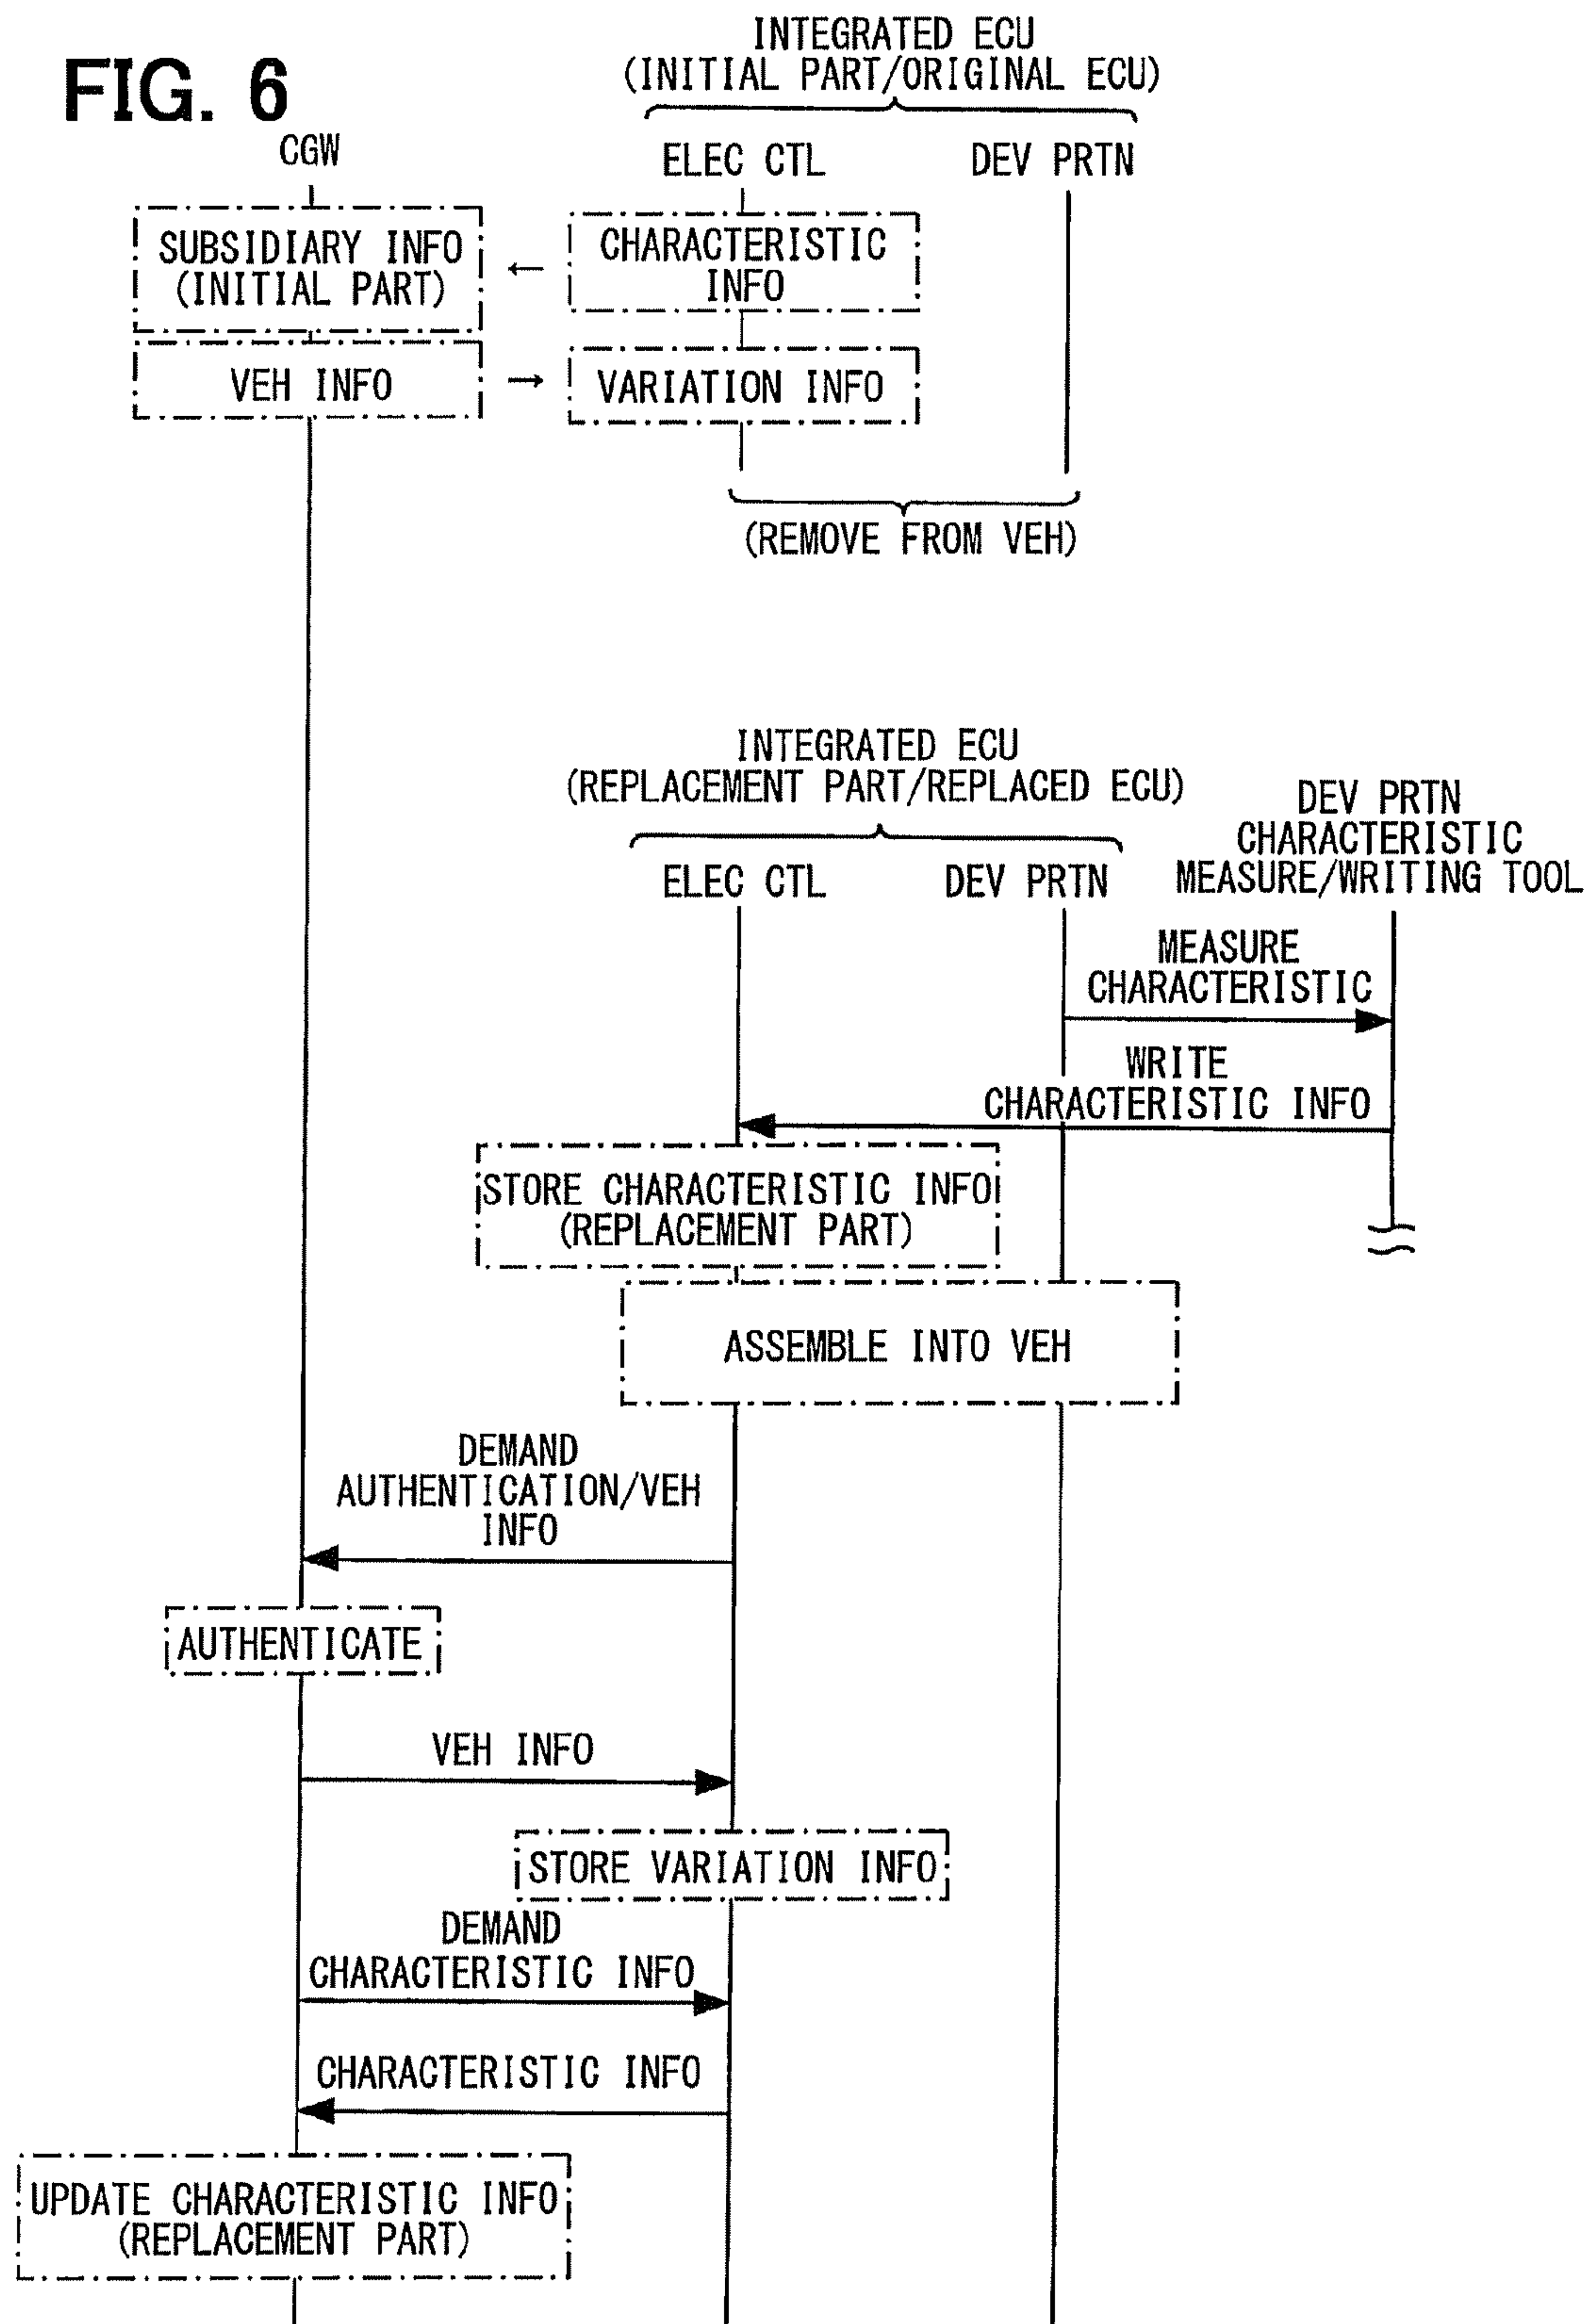 FIG. 6
INTEGRATED ECU
(INITIAL PART/ORIGINAL ECU)
CGW
ELEC CTL
DEV PRTN
SUBSIDIARY INFO
(INITIAL PART)
←
CHARACTERISTIC
INFO
VEH INFO
→
VARIATION INFO
(REMOVE FROM VEH)
INTEGRATED ECU
(REPLACEMENT PART/REPLACED ECU)
ELEC CTL
DEV PRTN
DEV PRTN
CHARACTERISTIC
MEASURE/WRITING TOOL
MEASURE
CHARACTERISTIC
WRITE
CHARACTERISTIC INFO
STORE CHARACTERISTIC INFO
(REPLACEMENT PART)
ASSEMBLE INTO VEH
DEMAND
AUTHENTICATION/VEH
INFO
AUTHENTICATE
VEH INFO
STORE VARIATION INFO
DEMAND
CHARACTERISTIC INFO
CHARACTERISTIC INFO
UPDATE CHARACTERISTIC INFO
(REPLACEMENT PART)